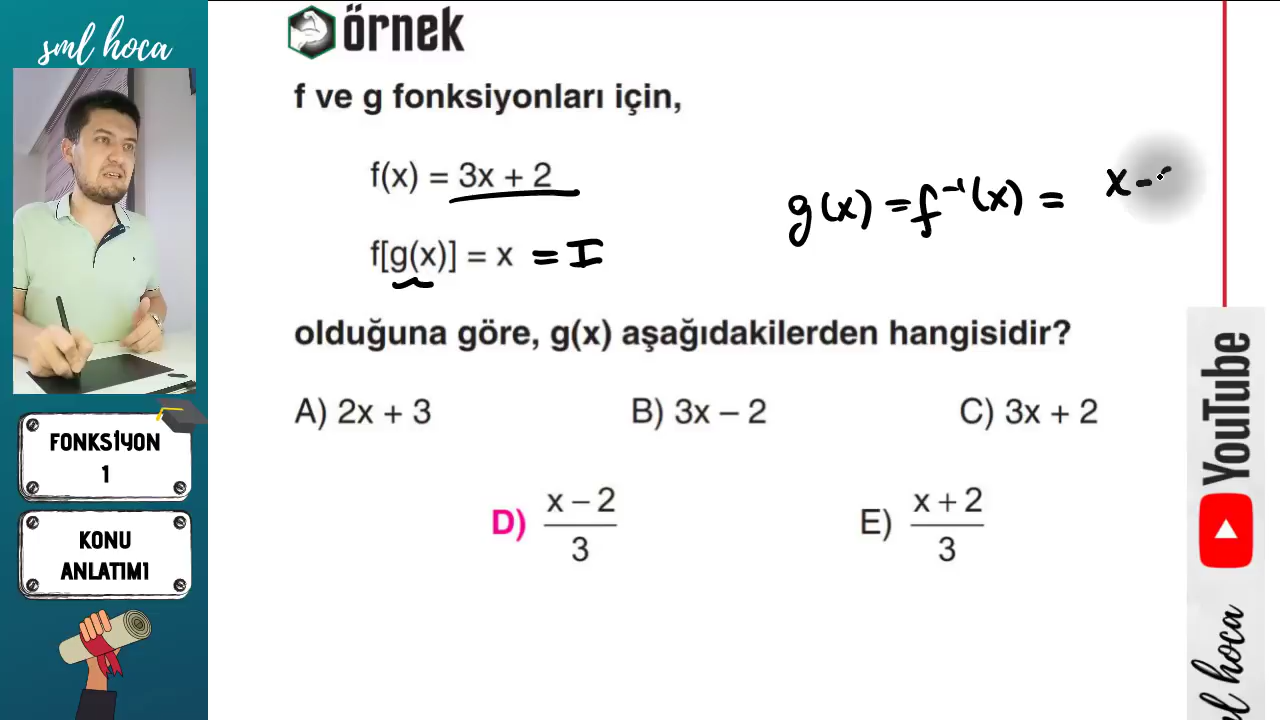 sml hoca
örnek
f ve g fonksiyonları için,
f(x) = 3x + 2
g(x) = f⁻¹(x) = x -
f[g(x)] = x = I
olduğuna göre, g(x) aşağıdakilerden hangisidir?
A) 2x + 3 B) 3x – 2 C) 3x + 2
D) x – 2 / 3 E) x + 2 / 3
FONKSİYON
1
KONU
ANLATIMI
YouTube
sml hoca